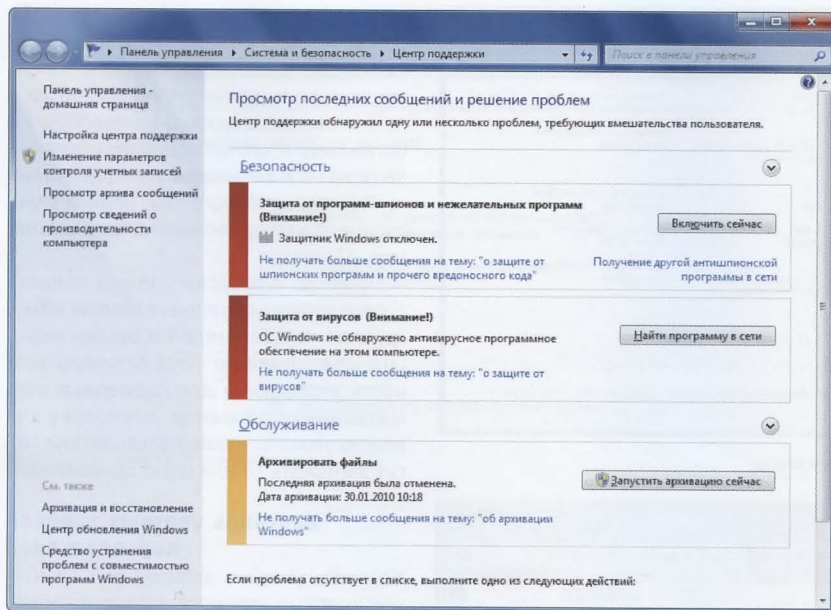 Панель управления ▸ Система и безопасность ▸ Центр поддержки
Поиск в панели управления
Панель управления -
домашняя страница
Настройка центра поддержки
Изменение параметров
контроля учетных записей
Просмотр архива сообщений
Просмотр сведений о
производительности
компьютера
См. также
Архивация и восстановление
Центр обновления Windows
Средство устранения
проблем с совместимостью
программ Windows
Просмотр последних сообщений и решение проблем
Центр поддержки обнаружил одну или несколько проблем, требующих вмешательства пользователя.
Безопасность
Защита от программ-шпионов и нежелательных программ
(Внимание!)
Защитник Windows отключен.
Включить сейчас
Не получать больше сообщения на тему: "о защите от
шпионских программ и прочего вредоносного кода"
Получение другой антишпионской
программы в сети
Защита от вирусов (Внимание!)
ОС Windows не обнаружено антивирусное программное
обеспечение на этом компьютере.
Найти программу в сети
Не получать больше сообщения на тему: "о защите от
вирусов"
Обслуживание
Архивировать файлы
Последняя архивация была отменена.
Дата архивации: 30.01.2010 10:18
Запустить архивацию сейчас
Не получать больше сообщения на тему: "об архивации
Windows"
Если проблема отсутствует в списке, выполните одно из следующих действий: